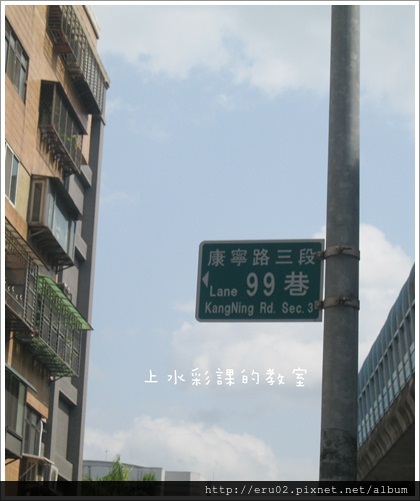 康寧路三段
Lane 99 巷
KangNing Rd. Sec. 3
上水彩課的教室
http://eru02.pixnet.net/album